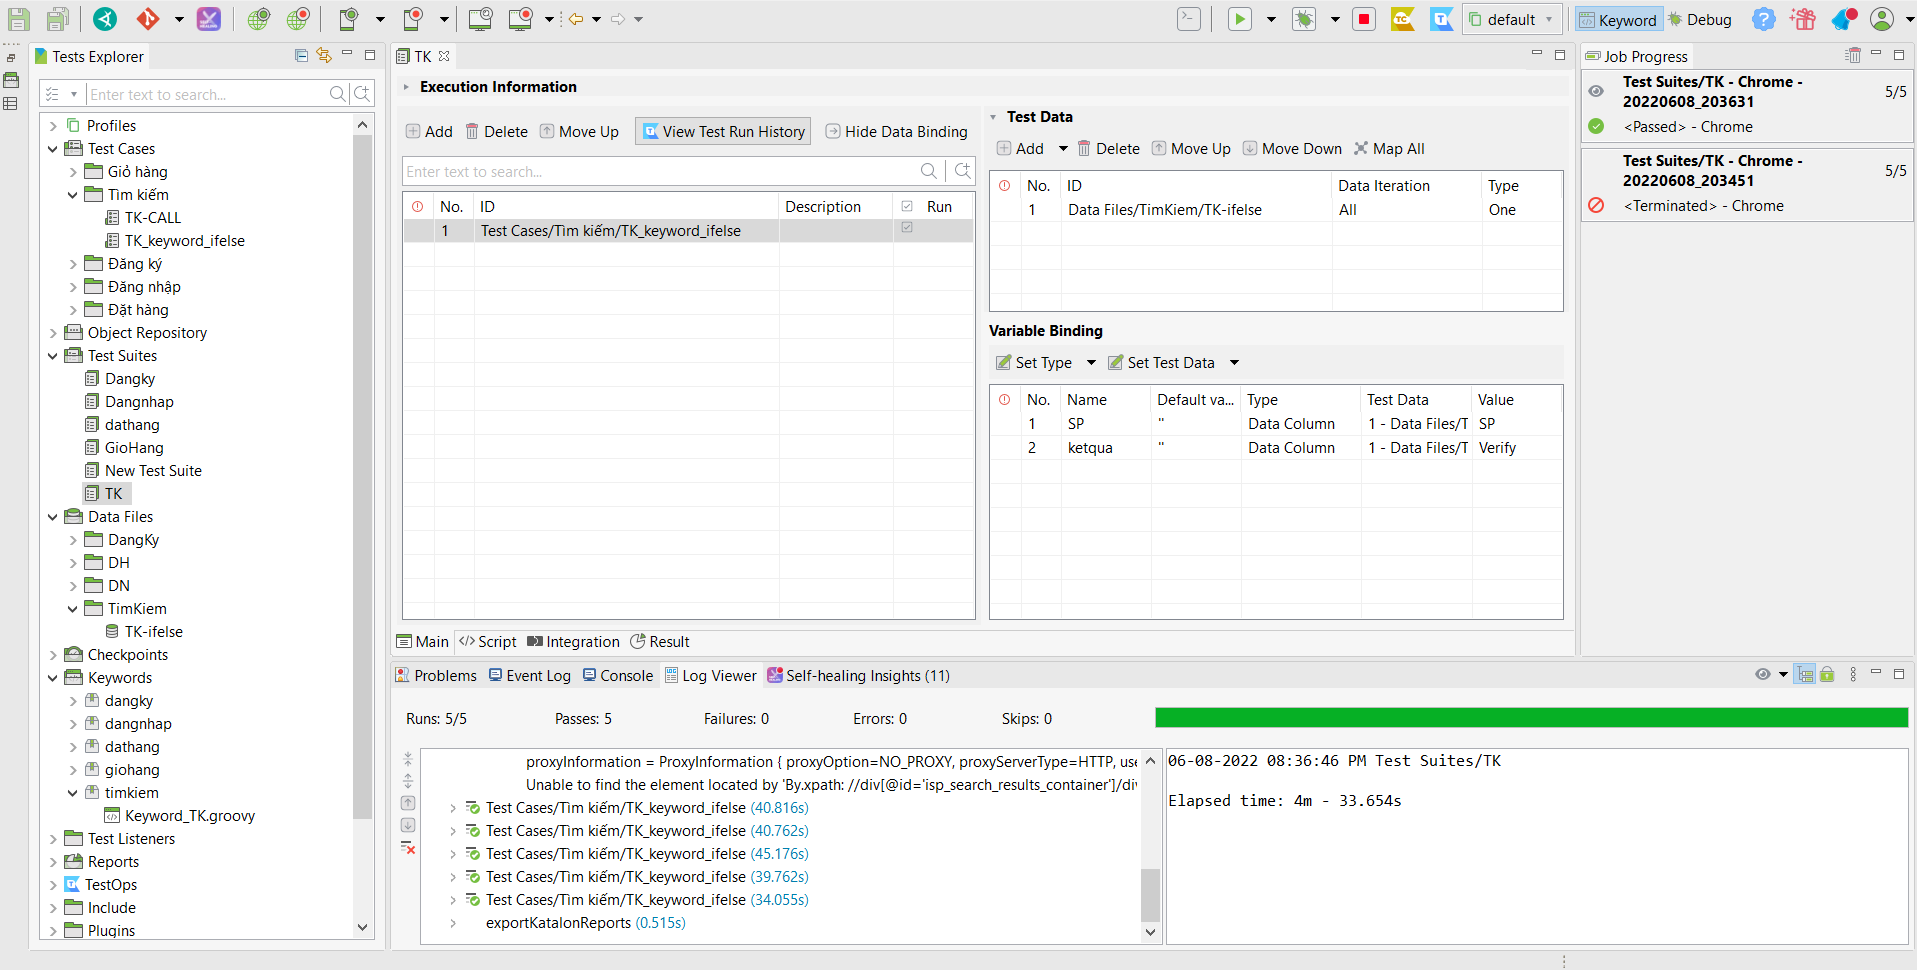 default
Keyword
Debug
Tests Explorer
Enter text to search...
Profiles
Test Cases
Giỏ hàng
Tìm kiếm
TK-CALL
TK_keyword_ifelse
Đăng ký
Đăng nhập
Đặt hàng
Object Repository
Test Suites
Dangky
Dangnhap
dathang
GioHang
New Test Suite
TK
Data Files
DangKy
DH
DN
TimKiem
TK-ifelse
Checkpoints
Keywords
dangky
dangnhap
dathang
giohang
timkiem
Keyword_TK.groovy
Test Listeners
Reports
TestOps
Include
Plugins
TK
Execution Information
Add Delete Move Up View Test Run History Hide Data Binding
Enter text to search...
No. ID Description Run
1 Test Cases/Tìm kiếm/TK_keyword_ifelse
Test Data
Add Delete Move Up Move Down Map All
No. ID Data Iteration Type
1 Data Files/TimKiem/TK-ifelse All One
Variable Binding
Set Type Set Test Data
No. Name Default va... Type Test Data Value
1 SP '' Data Column 1 - Data Files/T SP
2 ketqua '' Data Column 1 - Data Files/T Verify
Main Script Integration Result
Job Progress
Test Suites/TK - Chrome -
20220608_203631
5/5
<Passed> - Chrome
Test Suites/TK - Chrome -
20220608_203451
5/5
<Terminated> - Chrome
Problems Event Log Console Log Viewer Self-healing Insights (11)
Runs: 5/5 Passes: 5 Failures: 0 Errors: 0 Skips: 0
proxyInformation = ProxyInformation { proxyOption=NO_PROXY, proxyServerType=HTTP, use
Unable to find the element located by 'By.xpath: //div[@id='isp_search_results_container']/div
Test Cases/Tìm kiếm/TK_keyword_ifelse (40.816s)
Test Cases/Tìm kiếm/TK_keyword_ifelse (40.762s)
Test Cases/Tìm kiếm/TK_keyword_ifelse (45.176s)
Test Cases/Tìm kiếm/TK_keyword_ifelse (39.762s)
Test Cases/Tìm kiếm/TK_keyword_ifelse (34.055s)
exportKatalonReports (0.515s)
06-08-2022 08:36:46 PM Test Suites/TK
Elapsed time: 4m - 33.654s